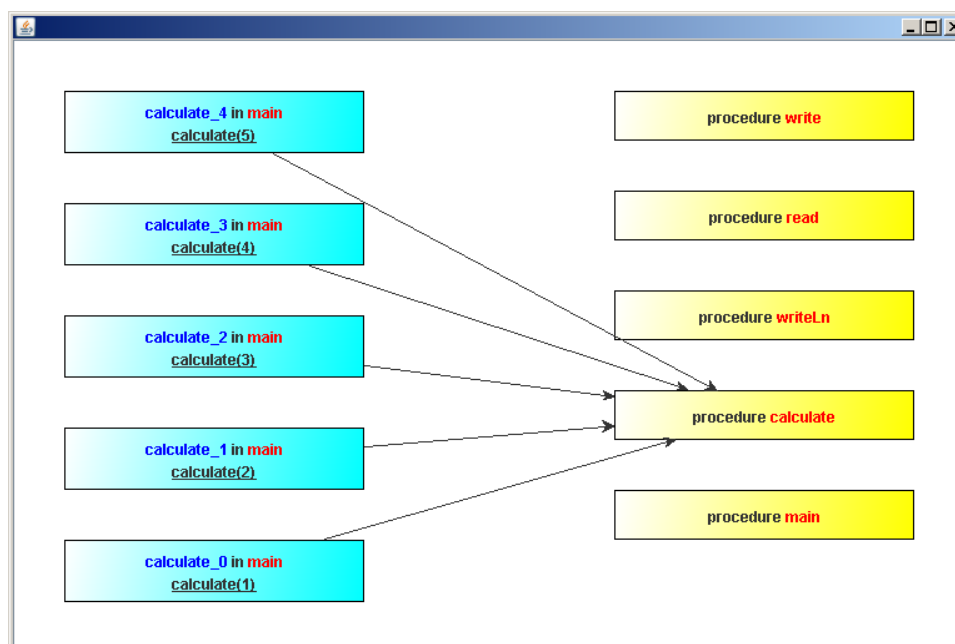 calculate_4 in main
calculate(5)
calculate_3 in main
calculate(4)
calculate_2 in main
calculate(3)
calculate_1 in main
calculate(2)
calculate_0 in main
calculate(1)
procedure write
procedure read
procedure writeLn
procedure calculate
procedure main